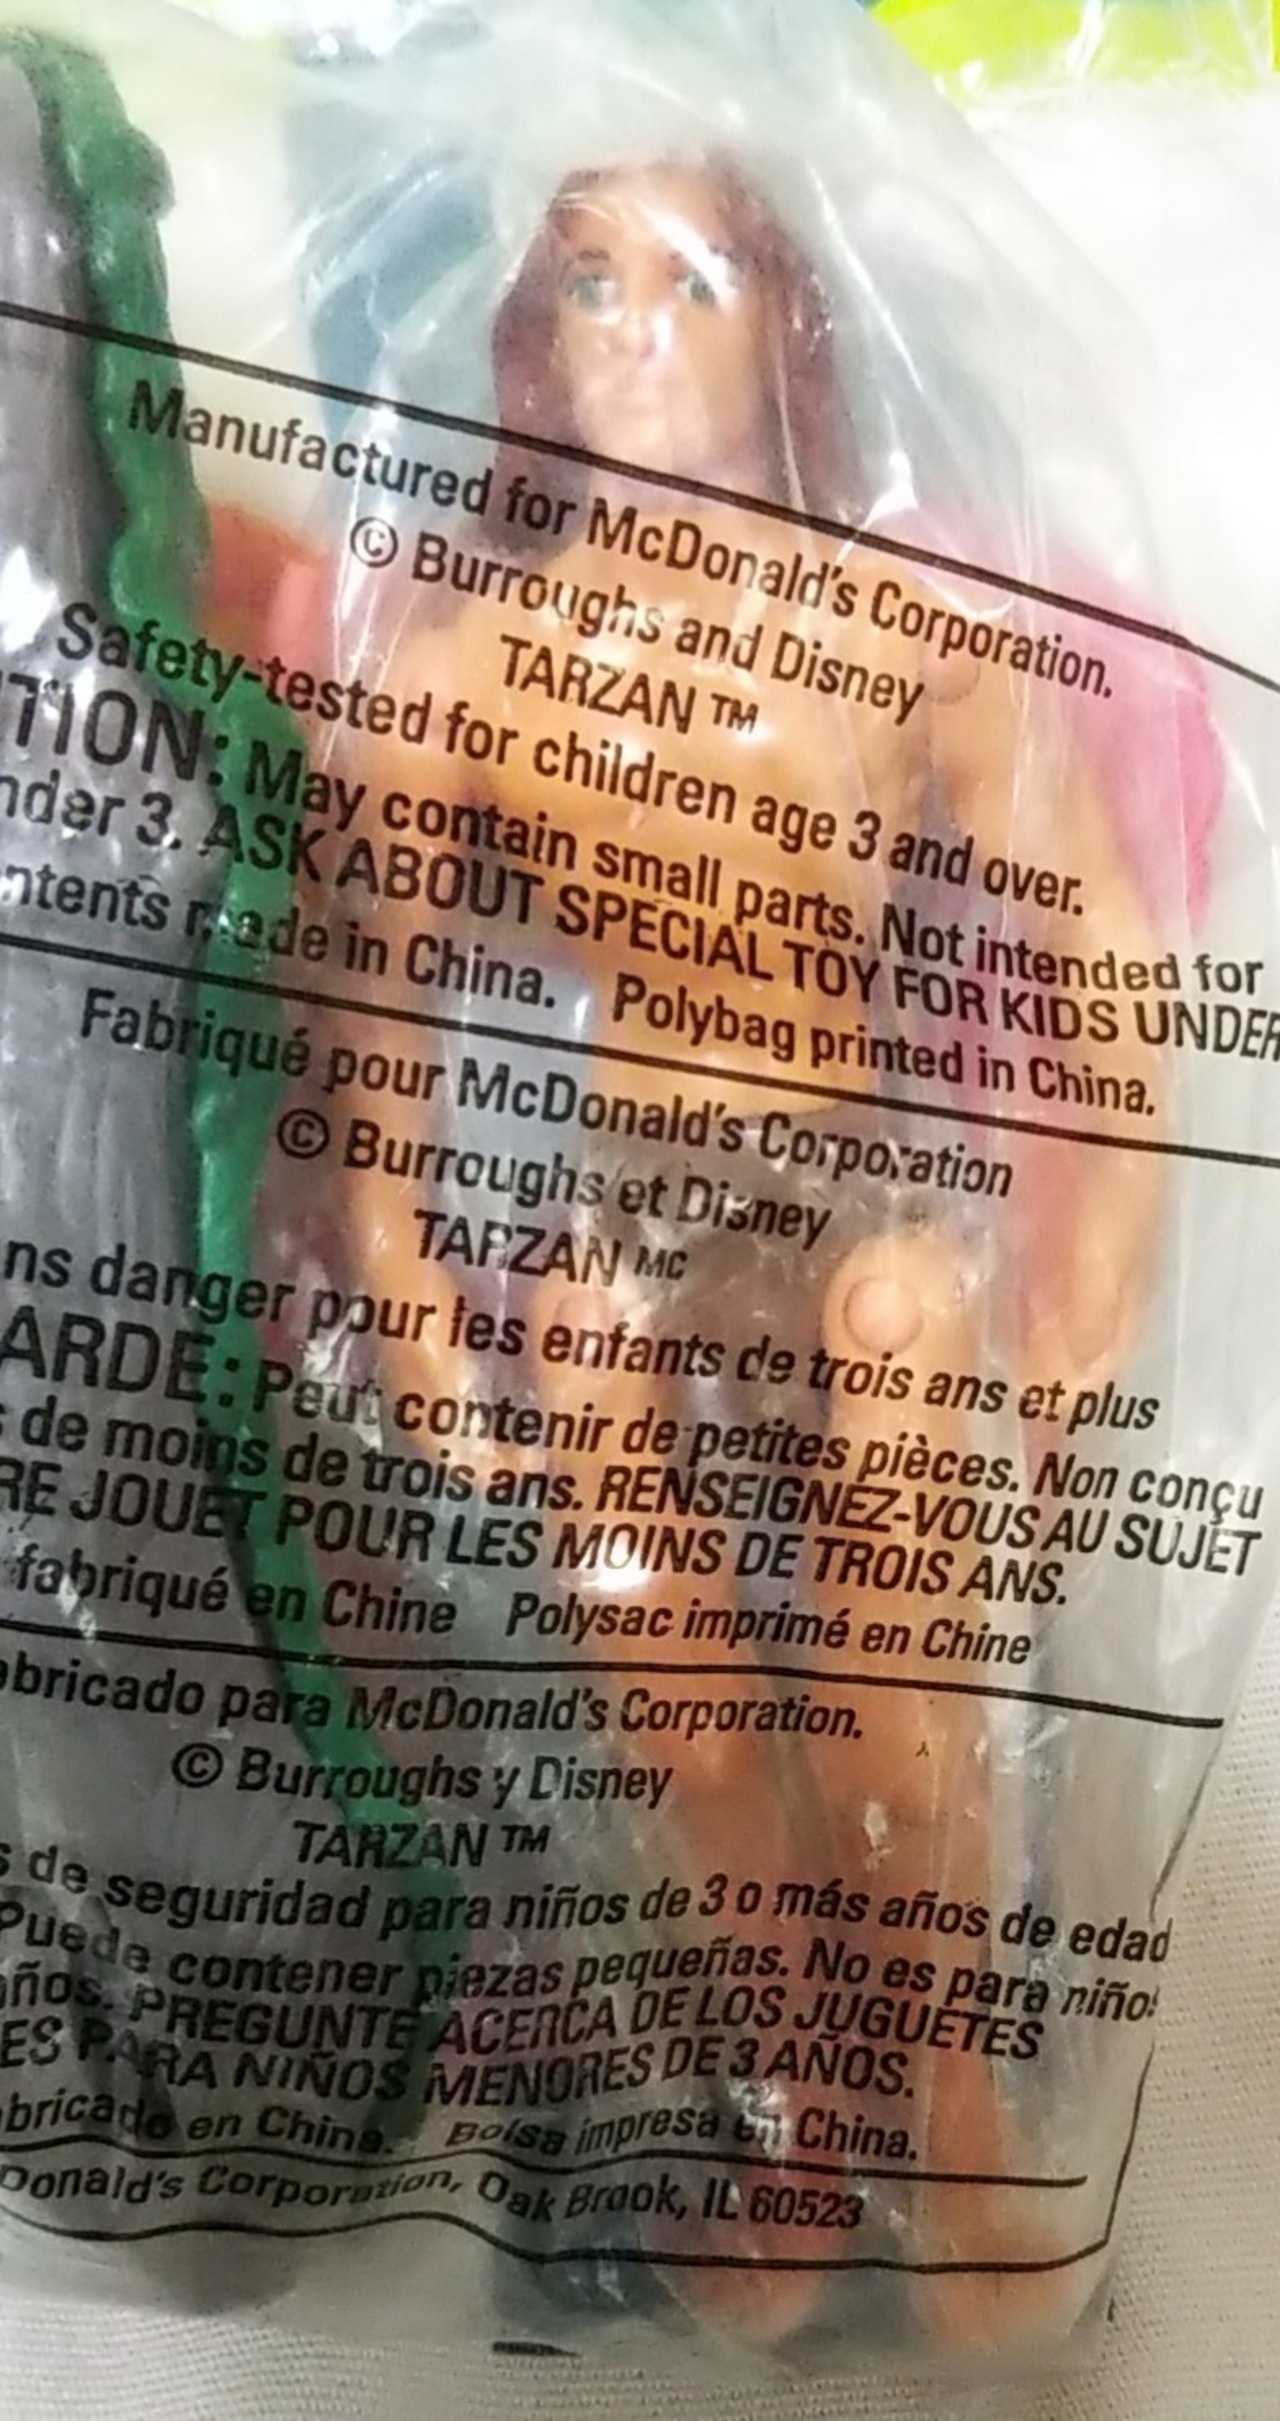 Manufactured for McDonald's Corporation.
© Burroughs and Disney
TARZAN ™
Safety-tested for children age 3 and over.
TION: May contain small parts. Not intended for
nder 3. ASK ABOUT SPECIAL TOY FOR KIDS UNDER
ntents made in China. Polybag printed in China.
Fabriqué pour McDonald's Corporation
© Burroughs et Disney
TARZAN MC
ns danger pour les enfants de trois ans et plus
ARDE: Peut contenir de petites pièces. Non conçu
de moins de trois ans. RENSEIGNEZ-VOUS AU SUJET
RE JOUET POUR LES MOINS DE TROIS ANS.
fabriqué en Chine Polysac imprimé en Chine
bricado para McDonald's Corporation.
© Burroughs y Disney
TARZAN ™
s de seguridad para niños de 3 o más años de edad
Puede contener piezas pequeñas. No es para niños
ños. PREGUNTE ACERCA DE LOS JUGUETES
ES PARA NIÑOS MENORES DE 3 AÑOS.
bricado en China. Bolsa impresa en China.
Donald's Corporation, Oak Brook, IL 60523